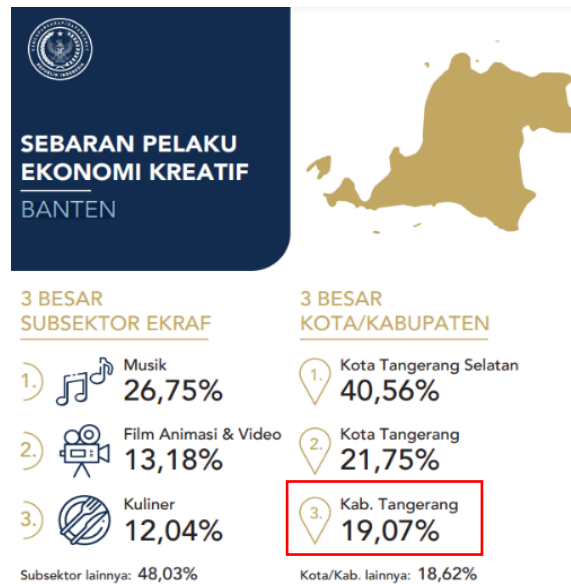 SEBARAN PELAKU
EKONOMI KREATIF
BANTEN
3 BESAR
SUBSEKTOR EKRAF
1.
Musik
26,75%
2.
Film Animasi & Video
13,18%
3.
Kuliner
12,04%
Subsektor lainnya: 48,03%
3 BESAR
KOTA/KABUPATEN
1.
Kota Tangerang Selatan
40,56%
2.
Kota Tangerang
21,75%
3.
Kab. Tangerang
19,07%
Kota/Kab. lainnya: 18,62%